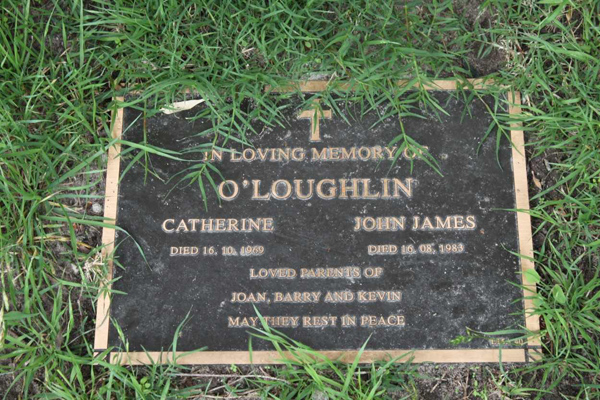 IN LOVING MEMORY OF
O'LOUGHLIN
CATHERINE JOHN JAMES
DIED 16. 10. 1969 DIED 16. 08. 1983
LOVED PARENTS OF
JOAN, BARRY AND KEVIN
MAY THEY REST IN PEACE